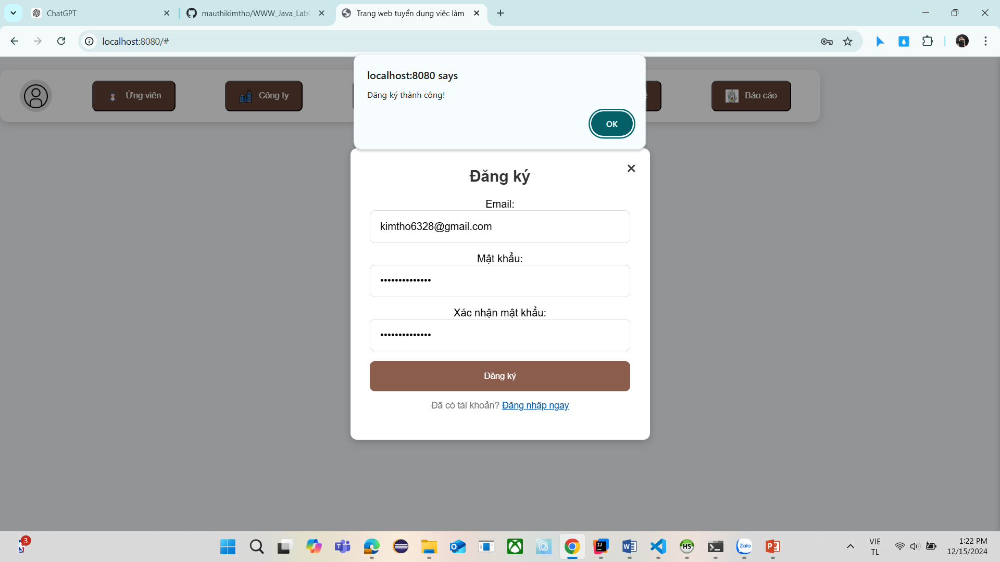 ChatGPT
mauthikimtho/WWW_Java_Lab
Trang web tuyển dụng việc làm
localhost:8080/#
localhost:8080 says
Đăng ký thành công!
OK
Ứng viên
Công ty
Báo cáo
Đăng ký
Email:
kimtho6328@gmail.com
Mật khẩu:
••••••••••••••
Xác nhận mật khẩu:
••••••••••••••
Đăng ký
Đã có tài khoản? Đăng nhập ngay
3
VIE
TL
1:22 PM
12/15/2024